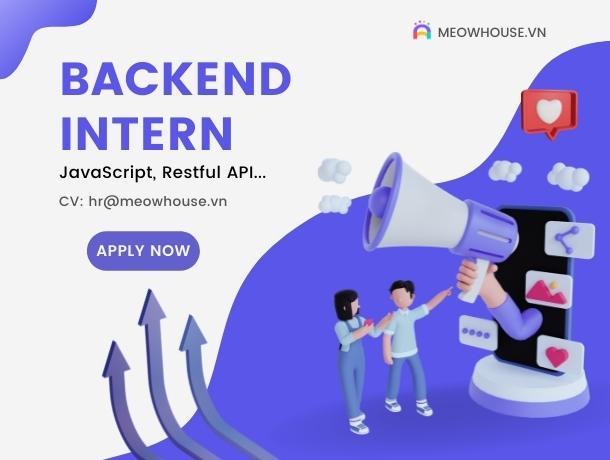 MEOWHOUSE.VN
BACKEND
INTERN
JavaScript, Restful API...
CV: hr@meowhouse.vn
APPLY NOW